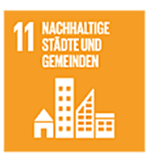 11 NACHHALTIGE
STÄDTE UND
GEMEINDEN